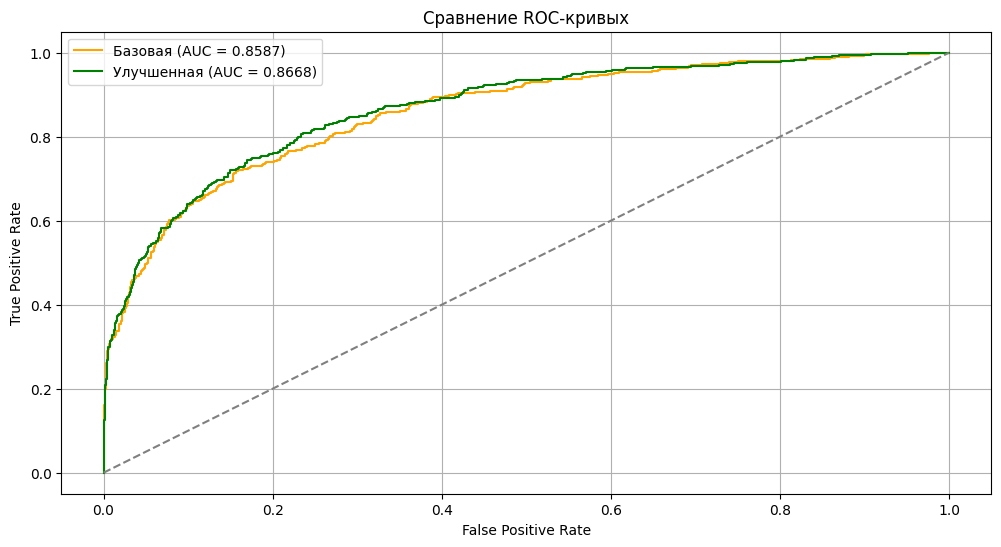 Сравнение ROC-кривых
Базовая (AUC = 0.8587)
Улучшенная (AUC = 0.8668)
True Positive Rate
1.0
0.8
0.6
0.4
0.2
0.0
0.0
0.2
0.4
0.6
0.8
1.0
False Positive Rate